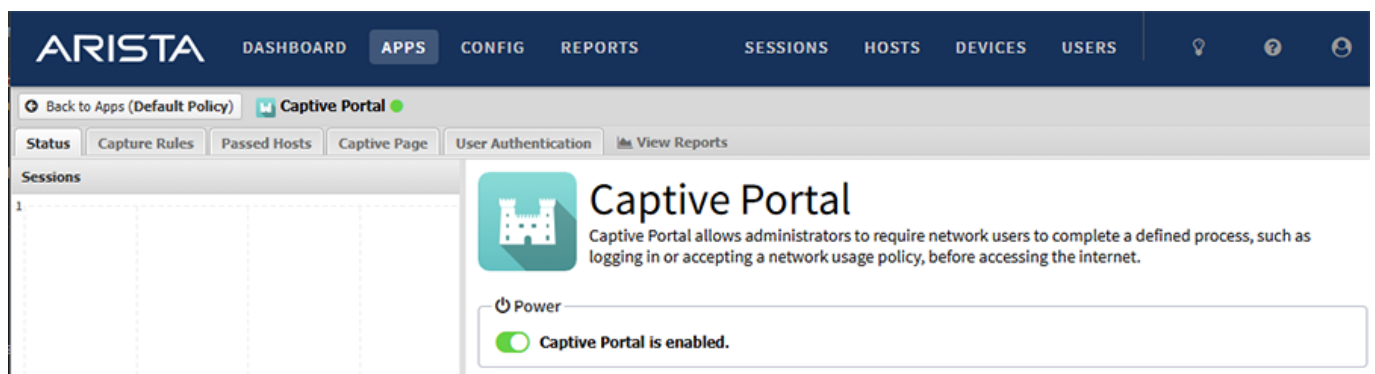 ARISTA DASHBOARD APPS CONFIG REPORTS SESSIONS HOSTS DEVICES USERS
Back to Apps (Default Policy) Captive Portal
Status Capture Rules Passed Hosts Captive Page User Authentication View Reports
Sessions
1
Captive Portal
Captive Portal allows administrators to require network users to complete a defined process, such as
logging in or accepting a network usage policy, before accessing the internet.
Power
Captive Portal is enabled.